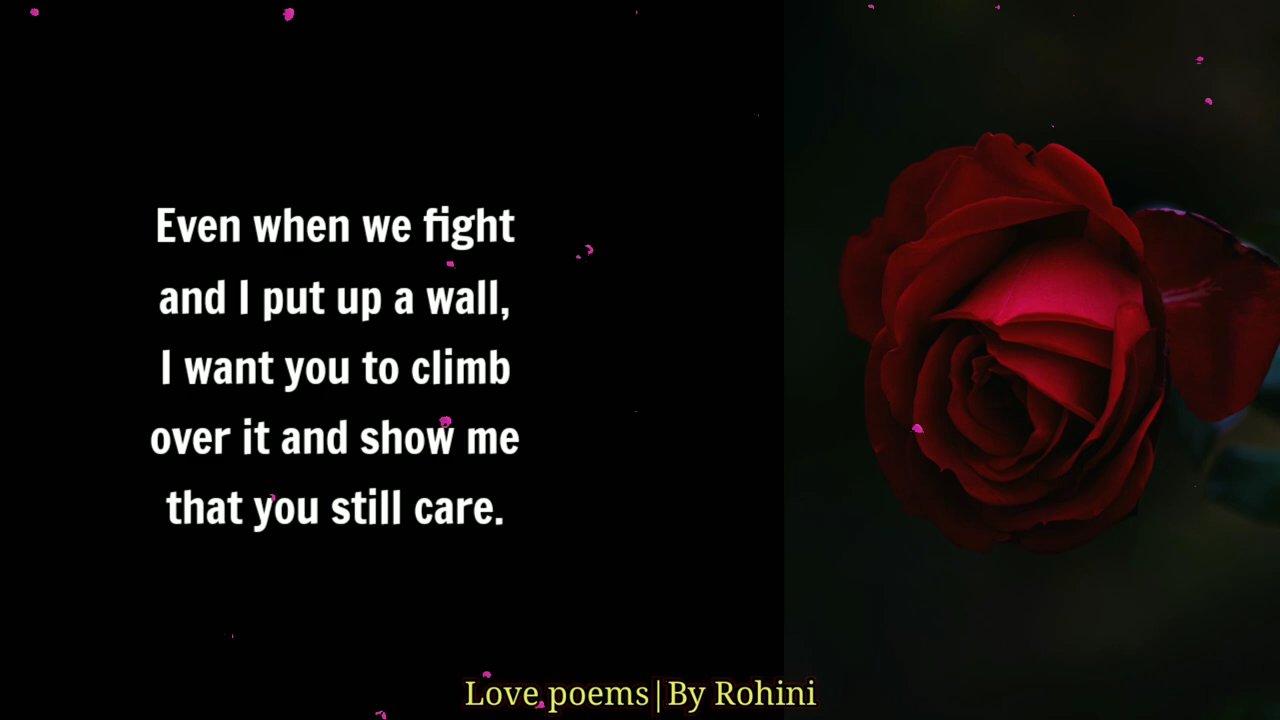 Even when we fight
and I put up a wall,
I want you to climb
over it and show me
that you still care.
Love poems|By Rohini